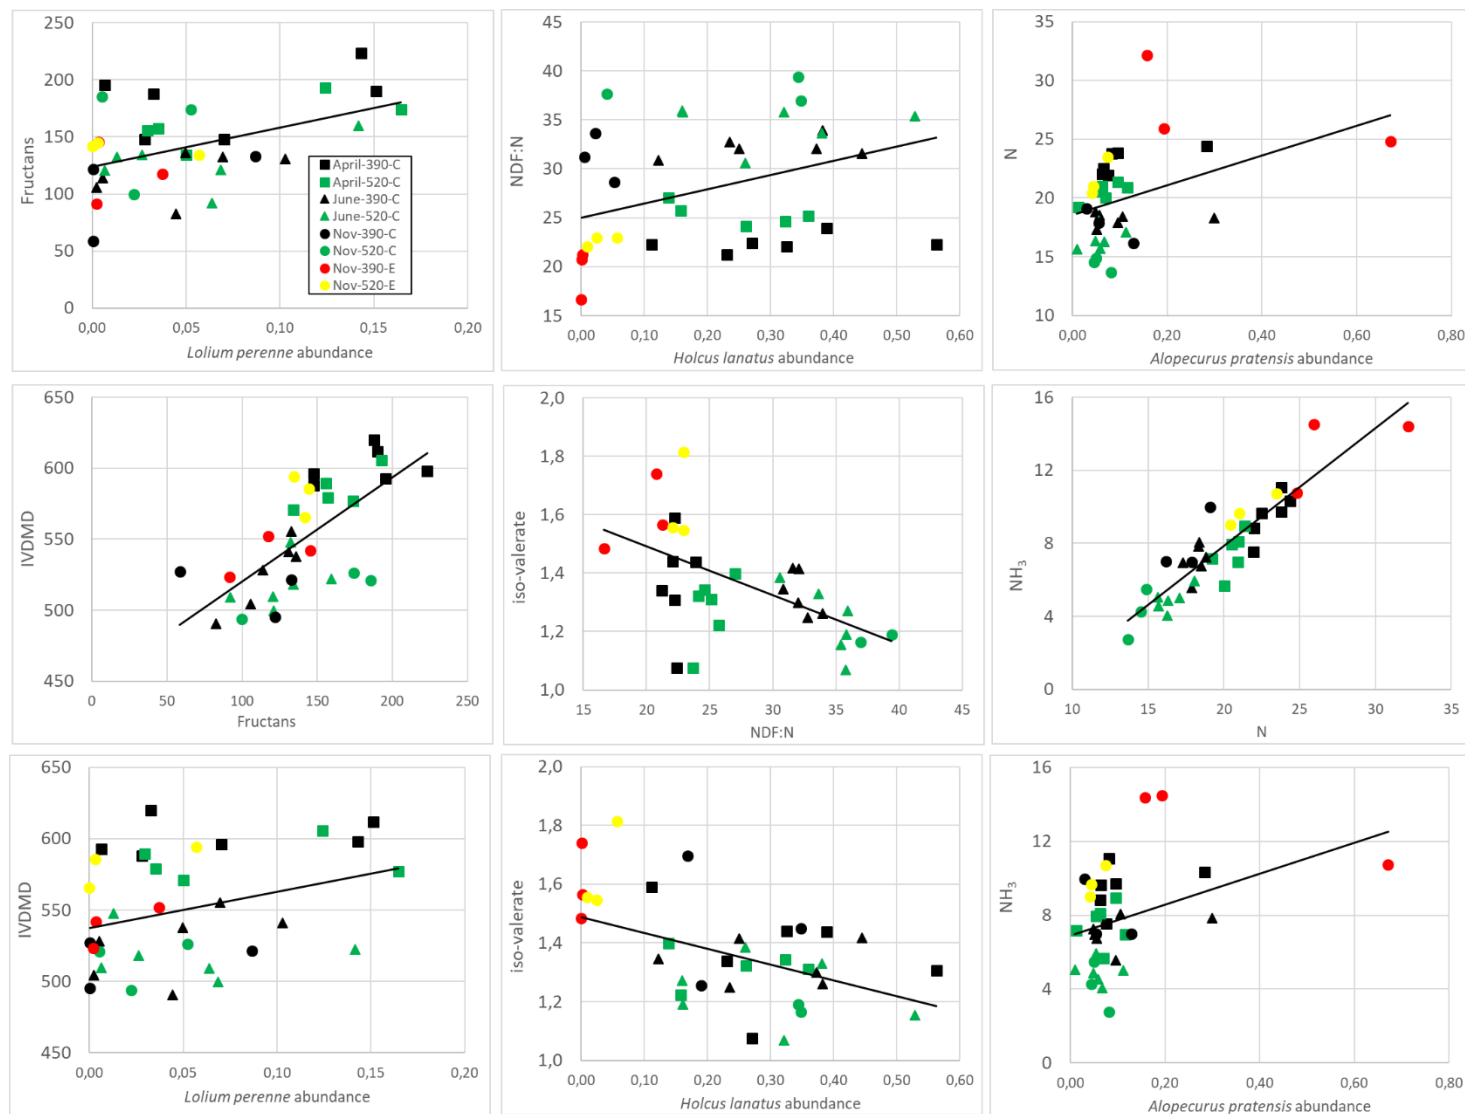 Fructans
250
200
150
100
50
0
0,00 0,05 0,10 0,15 0,20
Lolium perenne abundance
April-390-C
April-520-C
June-390-C
June-520-C
Nov-390-C
Nov-520-C
Nov-390-E
Nov-520-E
NDF:N
45
40
35
30
25
20
15
0,00 0,10 0,20 0,30 0,40 0,50 0,60
Holcus lanatus abundance
N
35
30
25
20
15
10
0,00 0,20 0,40 0,60 0,80
Alopecurus pratensis abundance
IVDMD
650
600
550
500
450
0 50 100 150 200 250
Fructans
iso-valerate
2,0
1,8
1,6
1,4
1,2
1,0
15 20 25 30 35 40 45
NDF:N
NH3
16
12
8
4
0
10 15 20 25 30 35
N
IVDMD
650
600
550
500
450
0,00 0,05 0,10 0,15 0,20
Lolium perenne abundance
iso-valerate
2,0
1,8
1,6
1,4
1,2
1,0
0,00 0,10 0,20 0,30 0,40 0,50 0,60
Holcus lanatus abundance
NH3
16
12
8
4
0
0,00 0,20 0,40 0,60 0,80
Alopecurus pratensis abundance